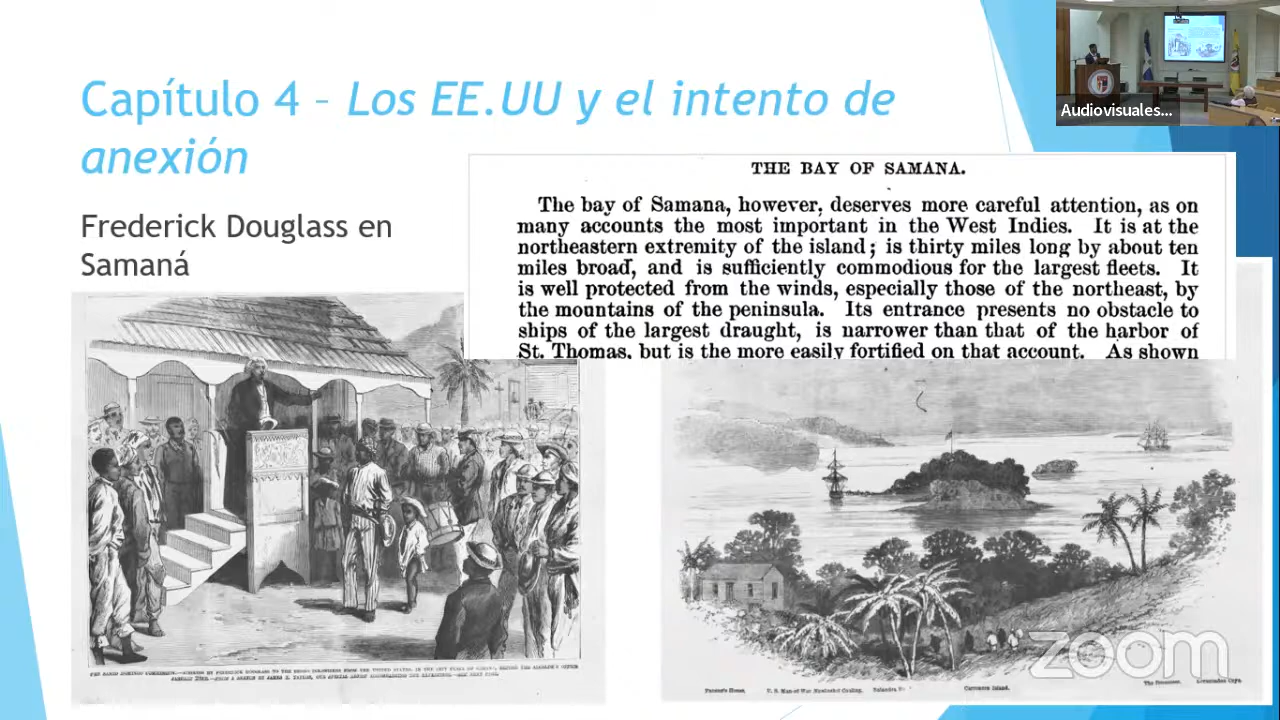 Capítulo 4 – Los EE.UU y el intento de
anexión
Frederick Douglass en
Samaná
THE BAY OF SAMANA.
The bay of Samana, however, deserves more careful attention, as on
many accounts the most important in the West Indies. It is at the
northeastern extremity of the island; is thirty miles long by about ten
miles broad, and is sufficiently commodious for the largest fleets. It
is well protected from the winds, especially those of the northeast, by
the mountains of the peninsula. Its entrance presents no obstacle to
ships of the largest draught, is narrower than that of the harbor of
St. Thomas, but is the more easily fortified on that account. As shown
Audiovisuales...
Carenero Island.
zoom